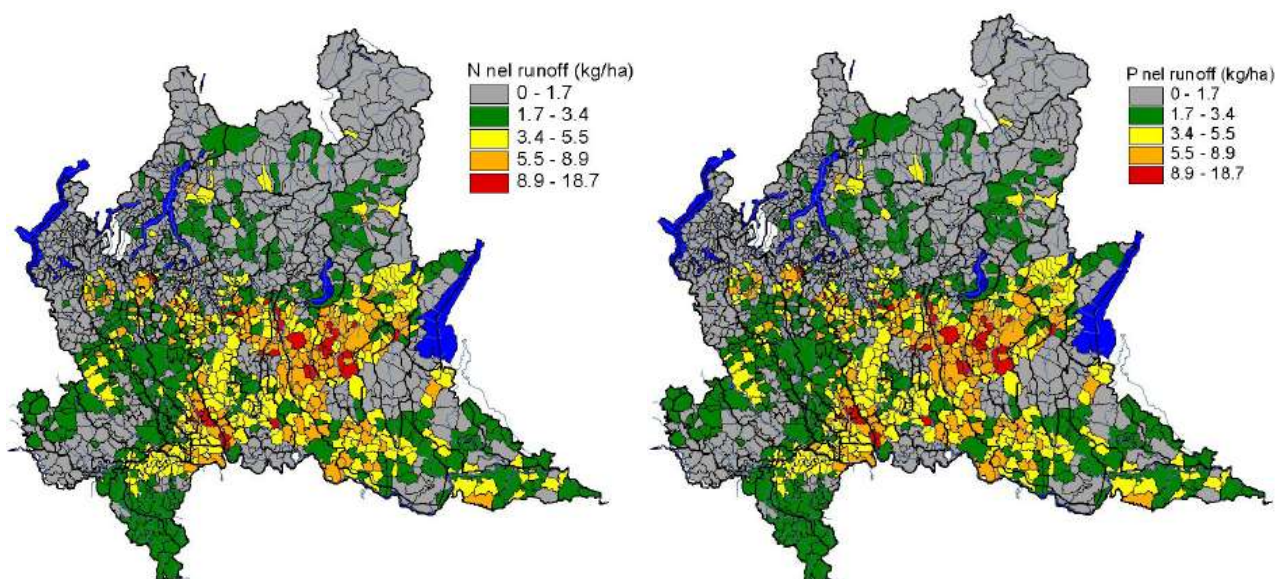 N nel runoff (kg/ha)
0 - 1.7
1.7 - 3.4
3.4 - 5.5
5.5 - 8.9
8.9 - 18.7
P nel runoff (kg/ha)
0 - 1.7
1.7 - 3.4
3.4 - 5.5
5.5 - 8.9
8.9 - 18.7